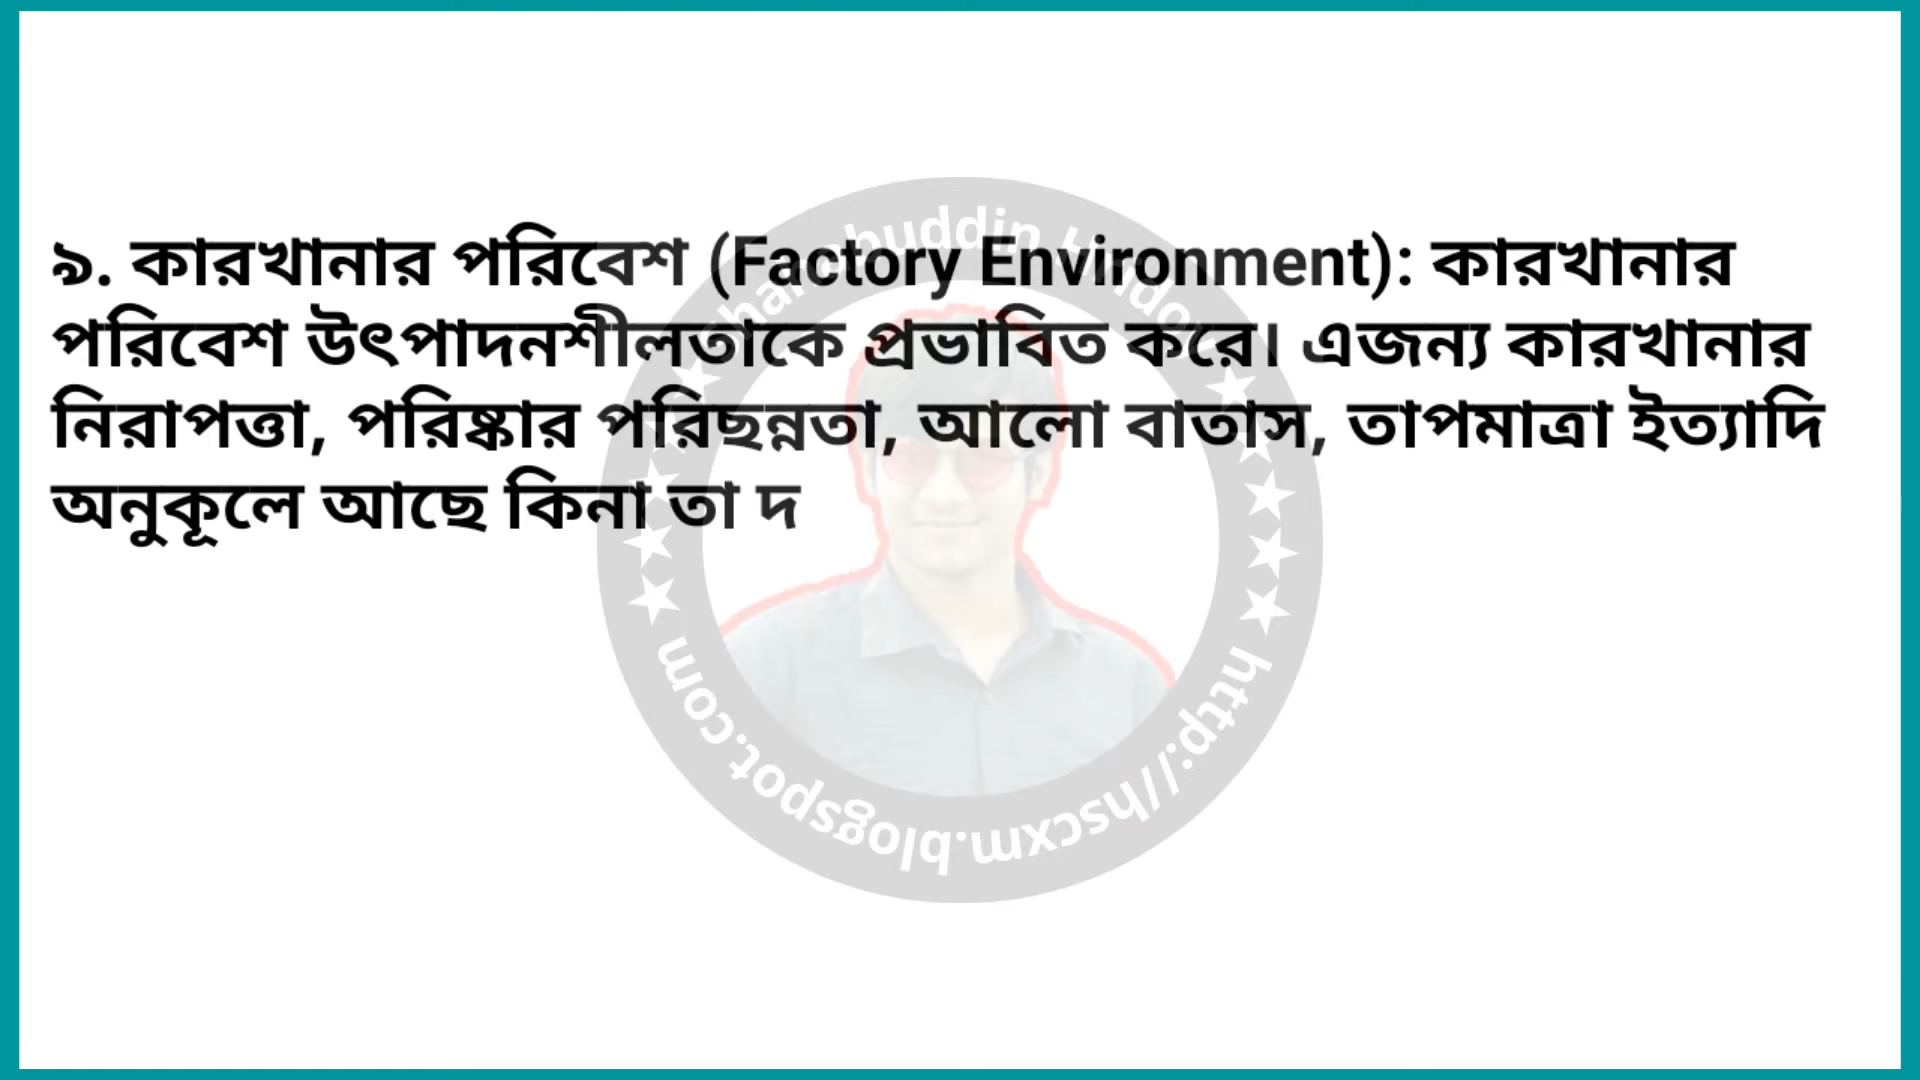 ৯. কারখানার পরিবেশ (Factory Environment): কারখানার
পরিবেশ উৎপাদনশীলতাকে প্রভাবিত করে। এজন্য কারখানার
নিরাপত্তা, পরিষ্কার পরিছন্নতা, আলো বাতাস, তাপমাত্রা ইত্যাদি
অনুকূলে আছে কিনা তা দ
http://hscxm.blogspot.com